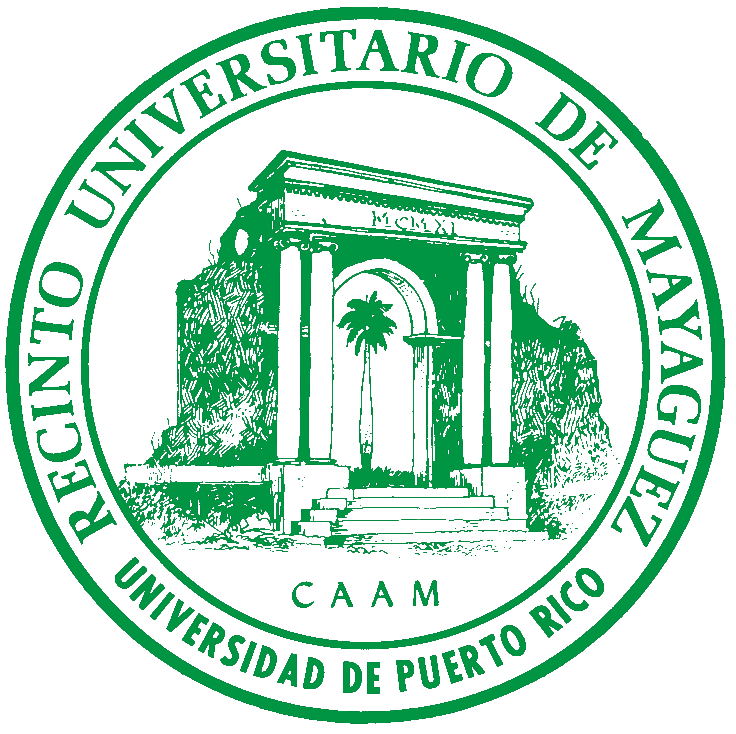 RECINTO UNIVERSITARIO DE MAYAGUEZ
MCMXI
CAAM
UNIVERSIDAD DE PUERTO RICO